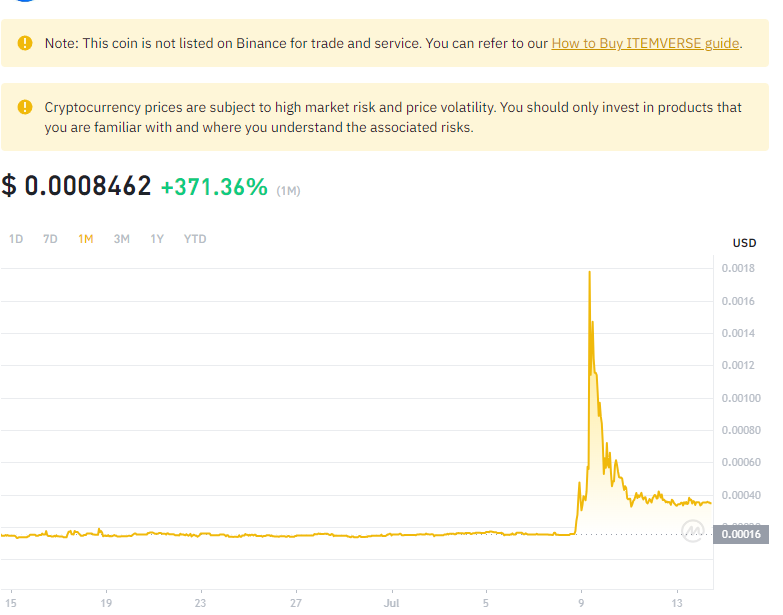 Note: This coin is not listed on Binance for trade and service. You can refer to our How to Buy ITEMVERSE guide.
Cryptocurrency prices are subject to high market risk and price volatility. You should only invest in products that
you are familiar with and where you understand the associated risks.
$ 0.0008462 +371.36% (1M)
1D 7D 1M 3M 1Y YTD
USD
0.0018
0.0016
0.0014
0.0012
0.00100
0.00080
0.00060
0.00040
0.00016
15 19 23 27 Jul 5 9 13